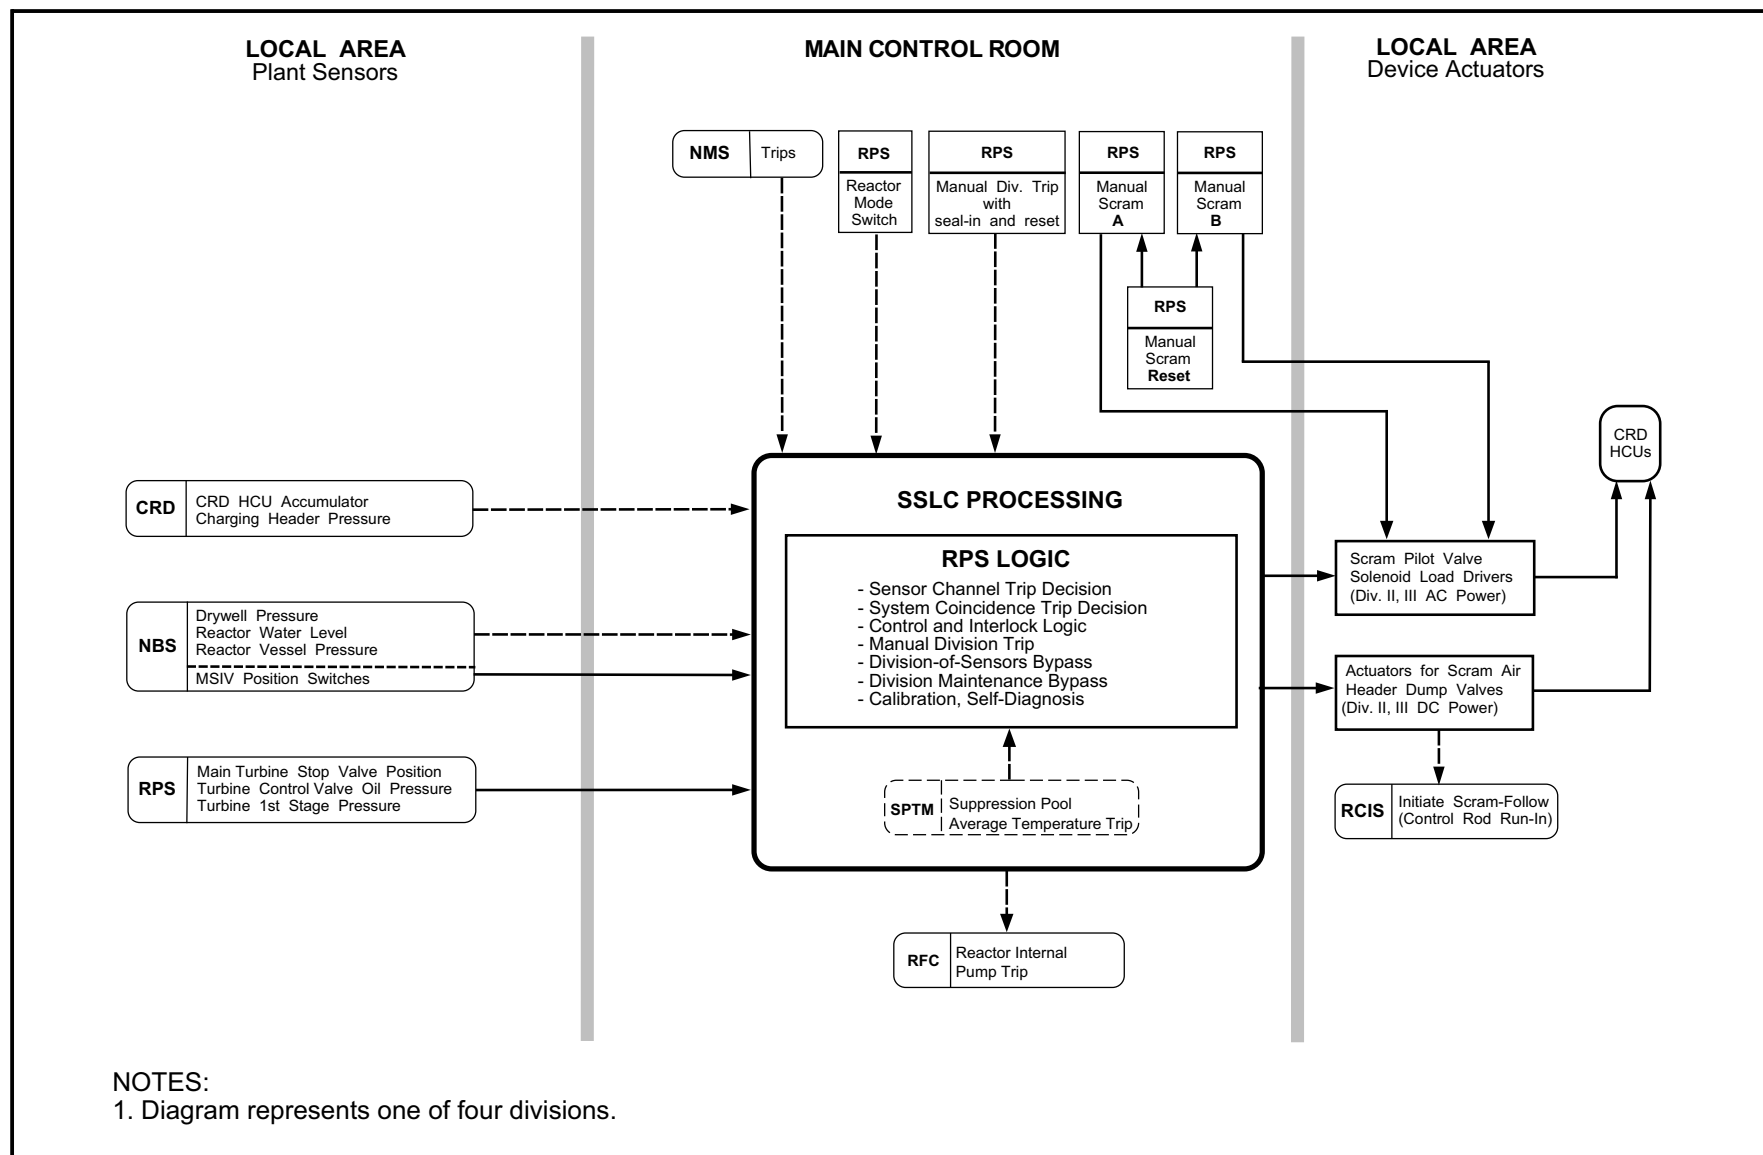 LOCAL AREA
Plant Sensors
MAIN CONTROL ROOM
LOCAL AREA
Device Actuators
NMS
Trips
RPS
Reactor
Mode
Switch
RPS
Manual Div. Trip
with
seal-in and reset
RPS
Manual
Scram
A
RPS
Manual
Scram
B
RPS
Manual
Scram
Reset
CRD
HCUs
CRD
CRD HCU Accumulator
Charging Header Pressure
NBS
Drywell Pressure
Reactor Water Level
Reactor Vessel Pressure
MSIV Position Switches
RPS
Main Turbine Stop Valve Position
Turbine Control Valve Oil Pressure
Turbine 1st Stage Pressure
SSLC PROCESSING
RPS LOGIC
- Sensor Channel Trip Decision
- System Coincidence Trip Decision
- Control and Interlock Logic
- Manual Division Trip
- Division-of-Sensors Bypass
- Division Maintenance Bypass
- Calibration, Self-Diagnosis
SPTM
Suppression Pool
Average Temperature Trip
Scram Pilot Valve
Solenoid Load Drivers
(Div. II, III AC Power)
Actuators for Scram Air
Header Dump Valves
(Div. II, III DC Power)
RCIS
Initiate Scram-Follow
(Control Rod Run-In)
RFC
Reactor Internal
Pump Trip
NOTES:
1. Diagram represents one of four divisions.